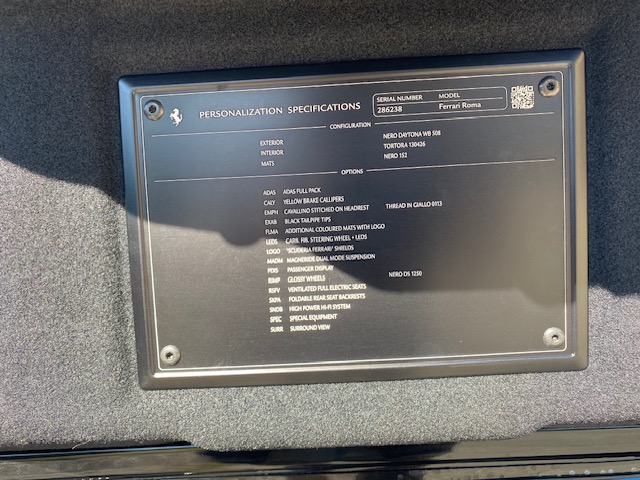 PERSONALIZATION SPECIFICATIONS
SERIAL NUMBER MODEL
286238 Ferrari Roma
CONFIGURATION
EXTERIOR NERO DAYTONA WB 508
INTERIOR TORTORA 130426
MATS NERO 152
OPTIONS
ADAS ADAS FULL PACK
CALY YELLOW BRAKE CALLIPERS
EMPH CAVALLINO STITCHED ON HEADREST THREAD IN GIALLO 0113
EXAB BLACK TAILPIPE TIPS
FLMA ADDITIONAL COLOURED MATS WITH LOGO
LEDS CARB. FIB. STEERING WHEEL + LEDS
LOGO "SCUDERIA FERRARI" SHIELDS
MADM MAGNERIDE DUAL MODE SUSPENSION
PDIS PASSENGER DISPLAY
RIMP GLOSSY WHEELS NERO DS 1250
RSFV VENTILATED FULL ELECTRIC SEATS
SKPA FOLDABLE REAR SEAT BACKRESTS
SNDB HIGH POWER HI-FI SYSTEM
SPEC SPECIAL EQUIPMENT
SURR SURROUND VIEW